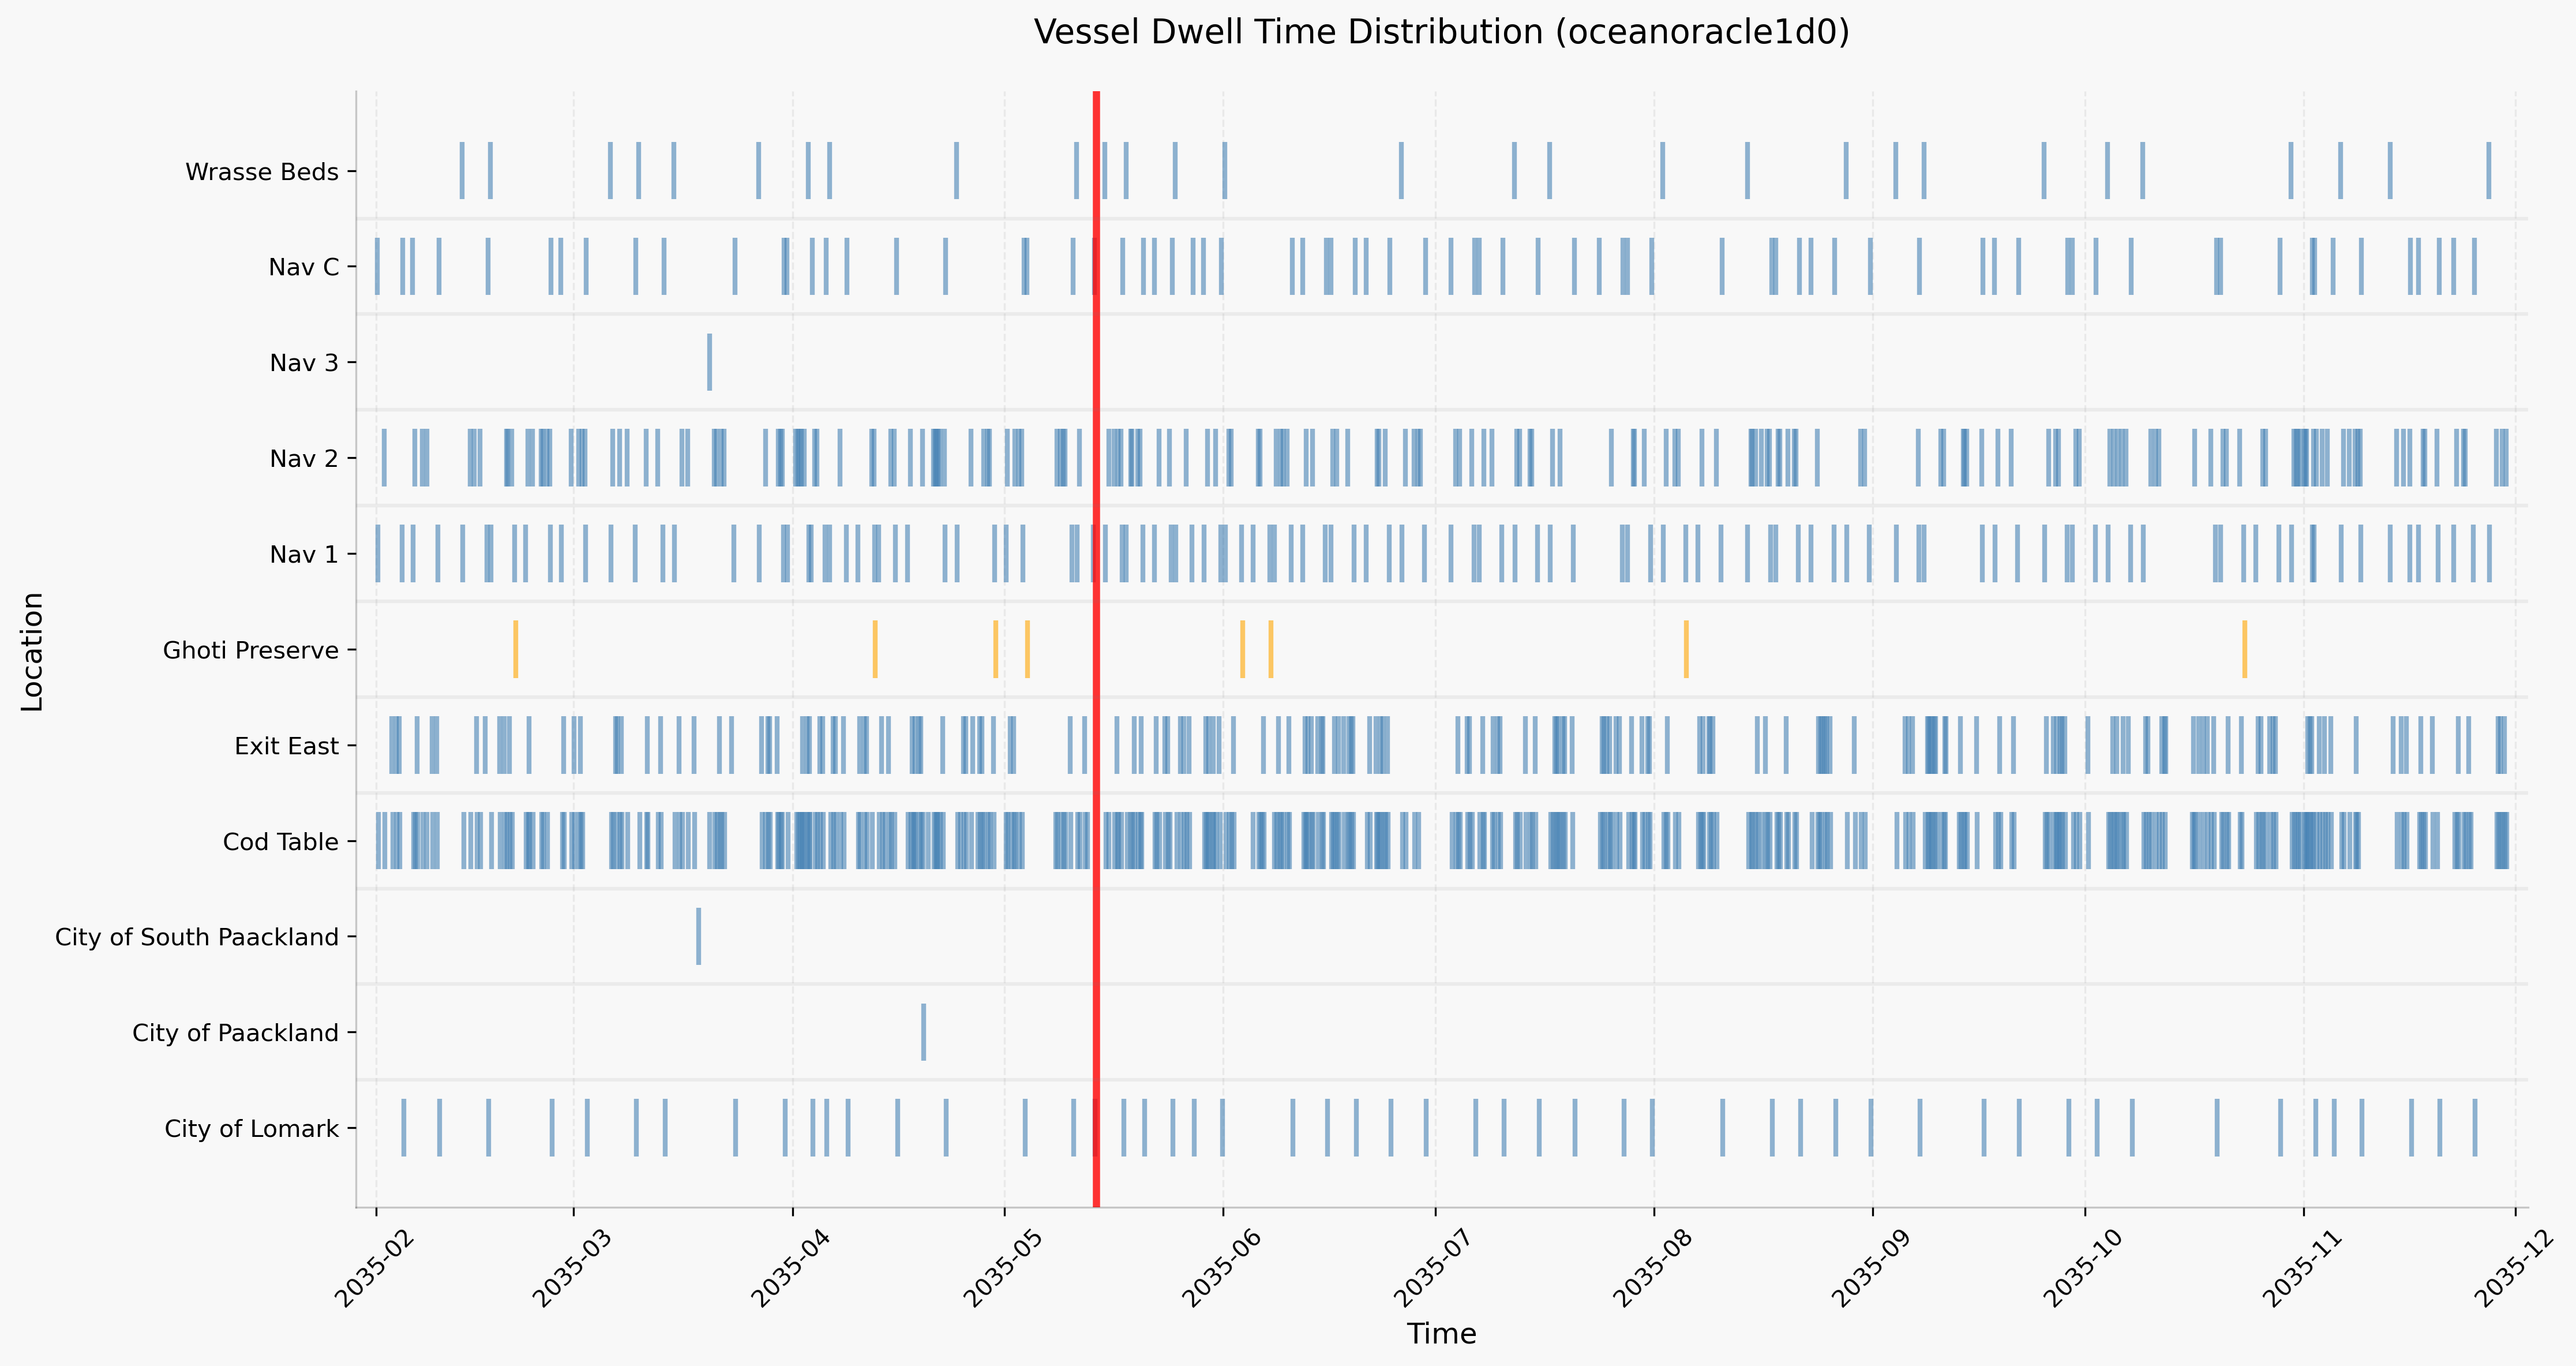 Vessel Dwell Time Distribution (oceanoracle1d0)
Location
Wrasse Beds
Nav C
Nav 3
Nav 2
Nav 1
Ghoti Preserve
Exit East
Cod Table
City of South Paackland
City of Paackland
City of Lomark
2035-02
2035-03
2035-04
2035-05
2035-06
2035-07
2035-08
2035-09
2035-10
2035-11
2035-12
Time